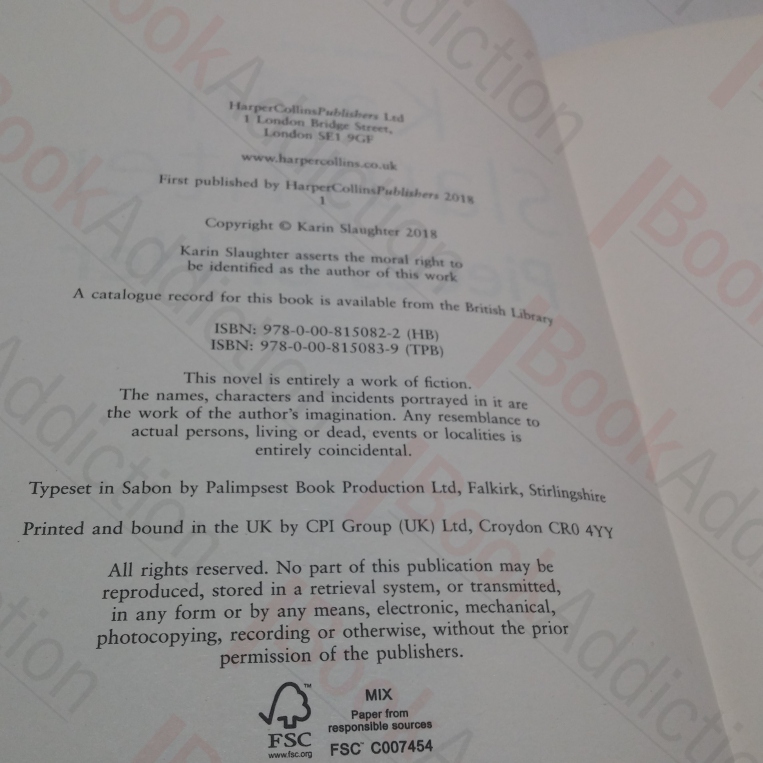 HarperCollinsPublishers Ltd
1 London Bridge Street,
London SE1 9GF
www.harpercollins.co.uk
First published by HarperCollinsPublishers 2018
1
Copyright © Karin Slaughter 2018
Karin Slaughter asserts the moral right to
be identified as the author of this work
A catalogue record for this book is available from the British Library
ISBN: 978-0-00-815082-2 (HB)
ISBN: 978-0-00-815083-9 (TPB)
This novel is entirely a work of fiction.
The names, characters and incidents portrayed in it are
the work of the author's imagination. Any resemblance to
actual persons, living or dead, events or localities is
entirely coincidental.
Typeset in Sabon by Palimpsest Book Production Ltd, Falkirk, Stirlingshire
Printed and bound in the UK by CPI Group (UK) Ltd, Croydon CR0 4YY
All rights reserved. No part of this publication may be
reproduced, stored in a retrieval system, or transmitted,
in any form or by any means, electronic, mechanical,
photocopying, recording or otherwise, without the prior
permission of the publishers.
FSC™
www.fsc.org
MIX
Paper from
responsible sources
FSC™ C007454
BookAddiction
BookAddiction
BookAddiction
BookAddiction